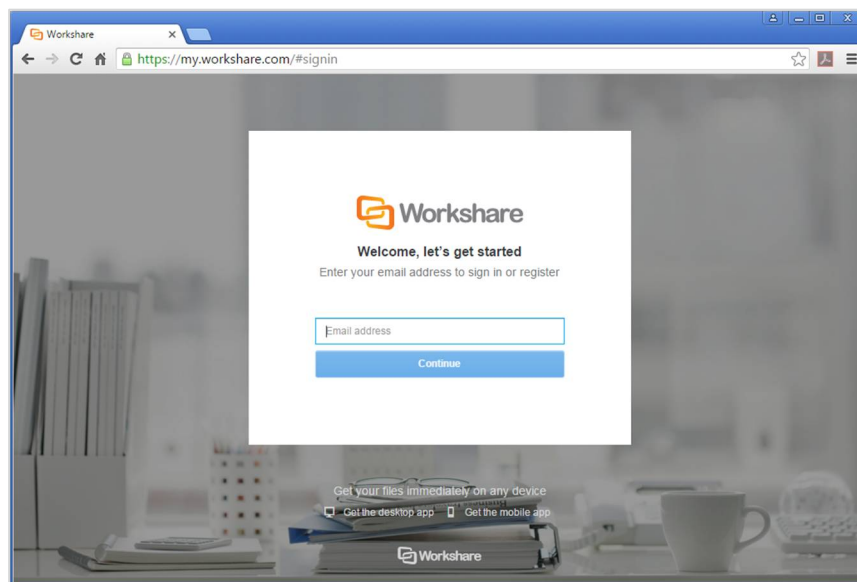 Workshare
https://my.workshare.com/#signin
Workshare
Welcome, let's get started
Enter your email address to sign in or register
Email address
Continue
Get your files immediately on any device
Get the desktop app Get the mobile app
Workshare